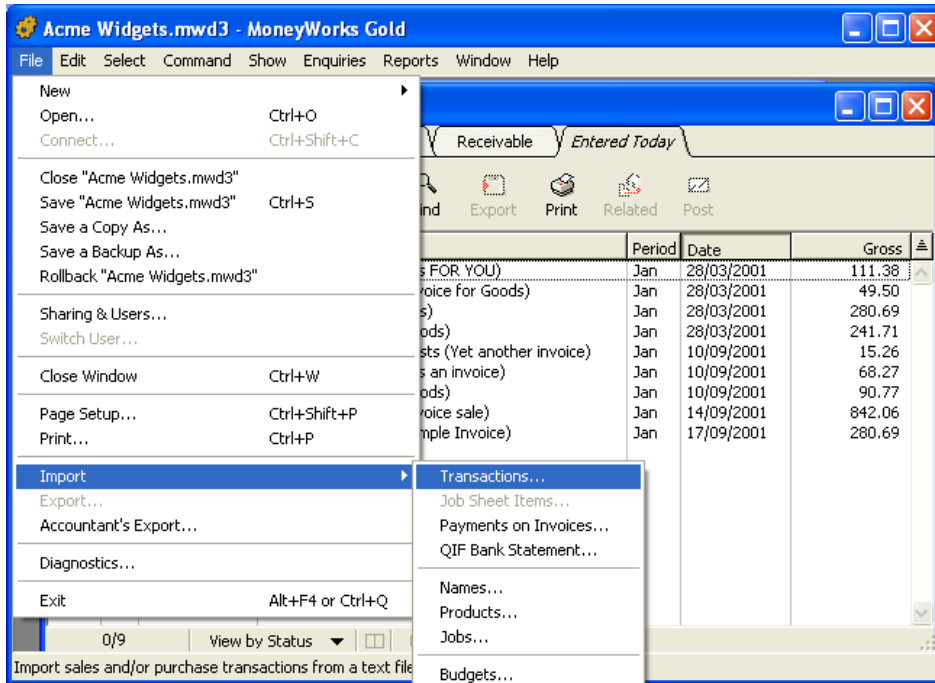 Acme Widgets.mwd3 - MoneyWorks Gold
File Edit Select Command Show Enquiries Reports Window Help
New
Open... Ctrl+O
Connect... Ctrl+Shift+C
Close "Acme Widgets.mwd3"
Save "Acme Widgets.mwd3" Ctrl+S
Save a Copy As...
Save a Backup As...
Rollback "Acme Widgets.mwd3"
Sharing & Users...
Switch User...
Close Window Ctrl+W
Page Setup... Ctrl+Shift+P
Print... Ctrl+P
Import
Export...
Accountant's Export...
Diagnostics...
Exit Alt+F4 or Ctrl+Q
Receivable Entered Today
Export Print Related Post
Period Date Gross
FOR YOU) Jan 28/03/2001 111.38
for Goods) Jan 28/03/2001 49.50
Jan 28/03/2001 280.69
Jan 28/03/2001 241.71
(Yet another invoice) Jan 10/09/2001 15.26
an invoice) Jan 10/09/2001 68.27
Jan 10/09/2001 90.77
sale) Jan 14/09/2001 842.06
Invoice) Jan 17/09/2001 280.69
Transactions...
Job Sheet Items...
Payments on Invoices...
QIF Bank Statement...
Names...
Products...
Jobs...
Budgets...
0/9 View by Status
Import sales and/or purchase transactions from a text file